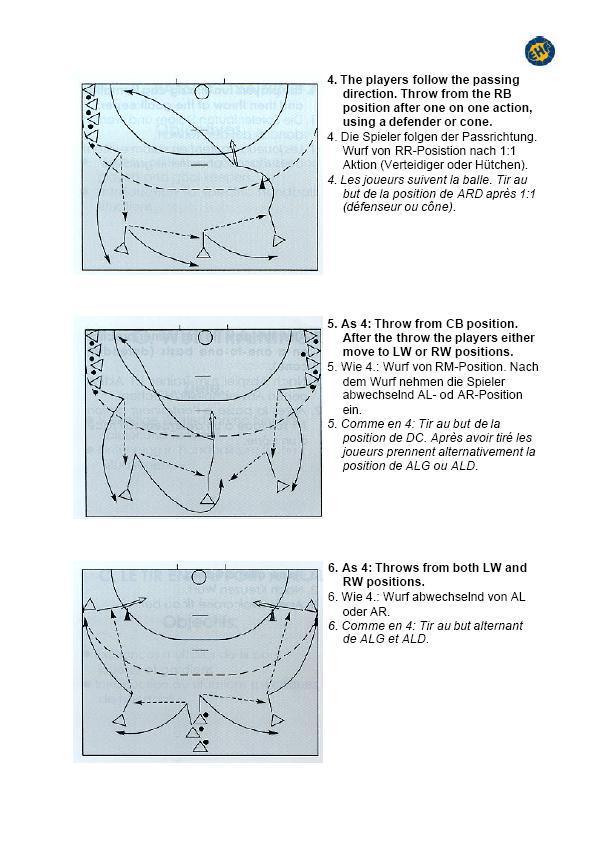 EHF
4. The players follow the passing
direction. Throw from the RB
position after one on one action,
using a defender or cone.
4. Die Spieler folgen der Passrichtung.
Wurf von RR-Posistion nach 1:1
Aktion (Verteidiger oder Hütchen).
4. Les joueurs suivent la balle. Tir au
but de la position de ARD après 1:1
(défenseur ou cône).
5. As 4: Throw from CB position.
After the throw the players either
move to LW or RW positions.
5. Wie 4.: Wurf von RM-Position. Nach
dem Wurf nehmen die Spieler
abwechselnd AL- od AR-Position
ein.
5. Comme en 4: Tir au but de la
position de DC. Après avoir tiré les
joueurs prennent alternativement la
position de ALG ou ALD.
6. As 4: Throws from both LW and
RW positions.
6. Wie 4.: Wurf abwechselnd von AL
oder AR.
6. Comme en 4: Tir au but alternant
de ALG et ALD.